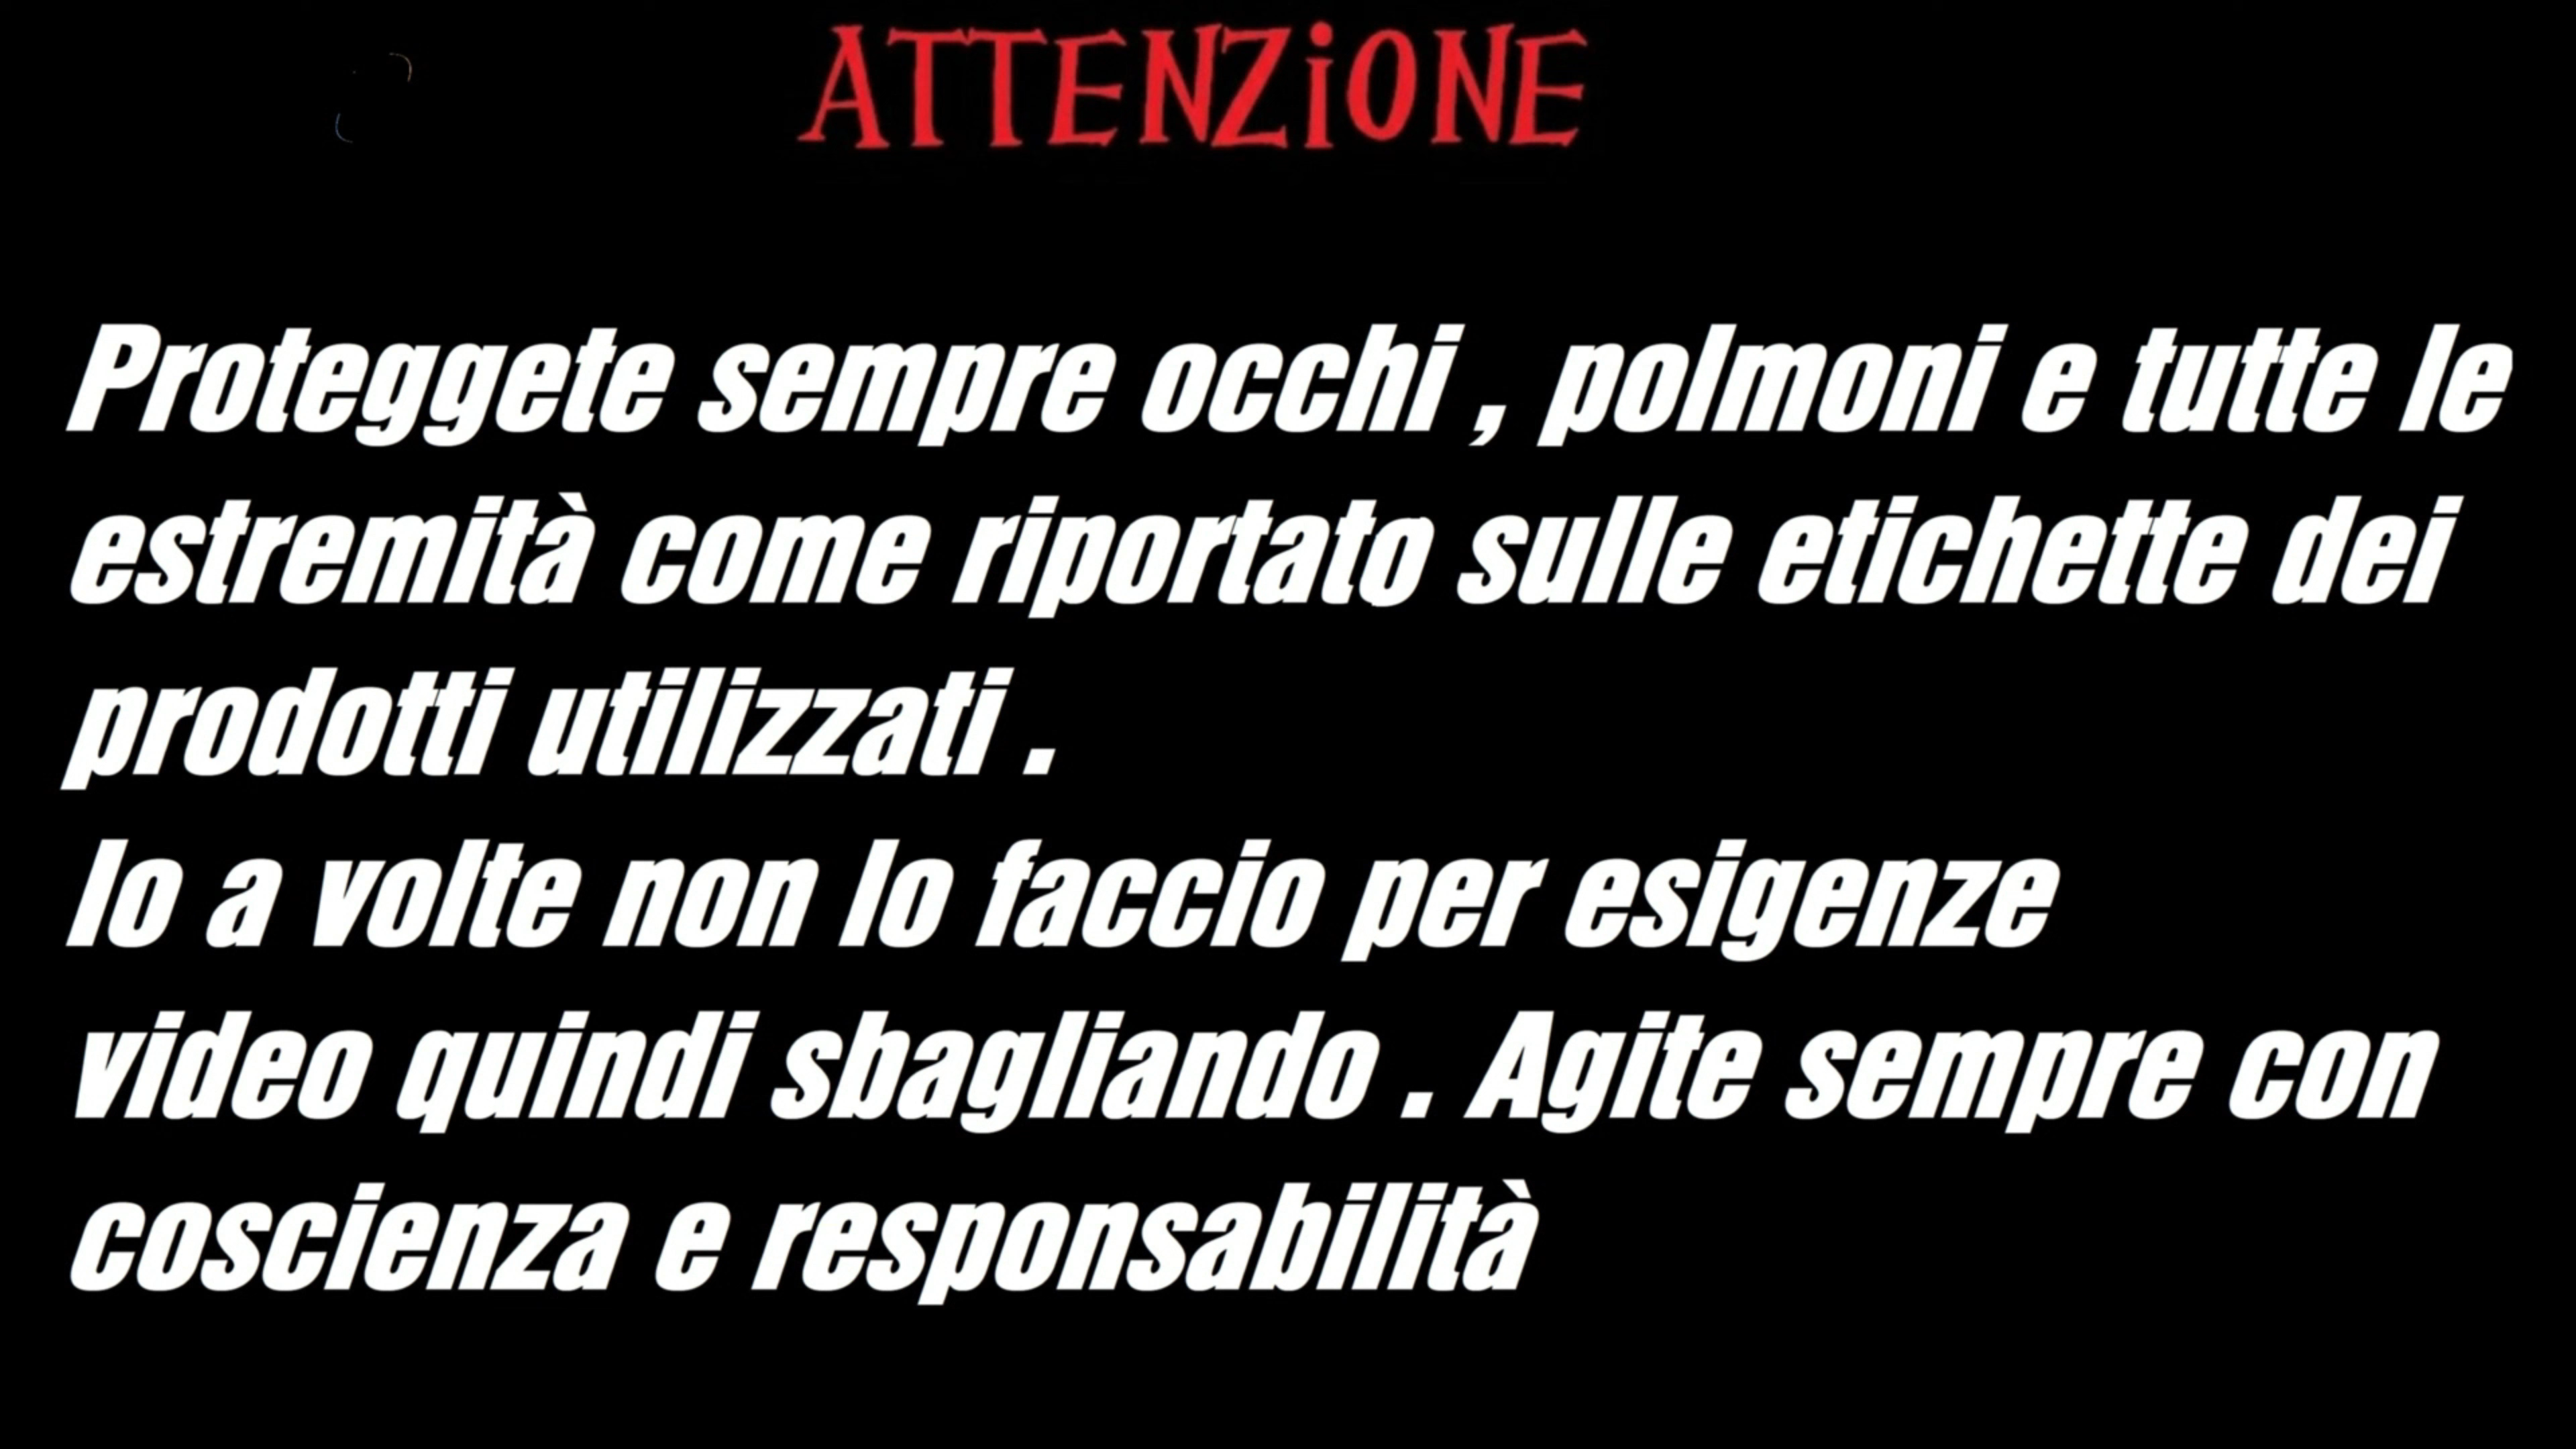 ATTENZiONE
Proteggete sempre occhi , polmoni e tutte le
estremità come riportato sulle etichette dei
prodotti utilizzati .
Io a volte non lo faccio per esigenze
video quindi sbagliando . Agite sempre con
coscienza e responsabilità